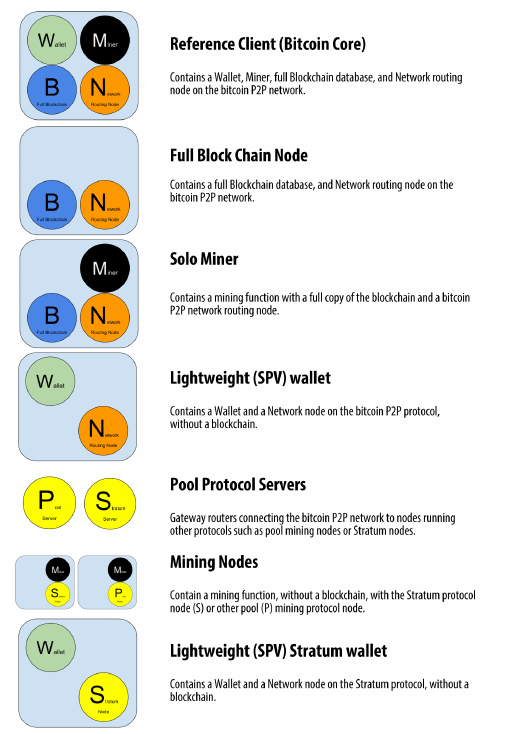 Wallet
Miner
B
Full Blockchain
Network
Routing Node
Reference Client (Bitcoin Core)
Contains a Wallet, Miner, full Blockchain database, and Network routing
node on the bitcoin P2P network.
B
Full Blockchain
Network
Routing Node
Full Block Chain Node
Contains a full Blockchain database, and Network routing node on the
bitcoin P2P network.
Miner
B
Full Blockchain
Network
Routing Node
Solo Miner
Contains a mining function with a full copy of the blockchain and a bitcoin
P2P network routing node.
Wallet
Network
Routing Node
Lightweight (SPV) wallet
Contains a Wallet and a Network node on the bitcoin P2P protocol,
without a blockchain.
Pool
Server
Stratum
Server
Pool Protocol Servers
Gateway routers connecting the bitcoin P2P network to nodes running
other protocols such as pool mining nodes or Stratum nodes.
Miner
S
Miner
P
Mining Nodes
Contain a mining function, without a blockchain, with the Stratum protocol
node (S) or other pool (P) mining protocol node.
Wallet
Stratum
Node
Lightweight (SPV) Stratum wallet
Contains a Wallet and a Network node on the Stratum protocol, without a
blockchain.